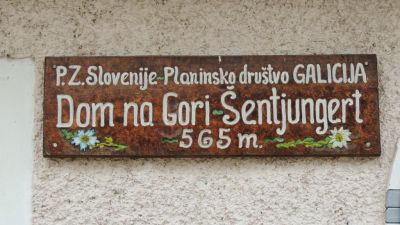 P.Z. Slovenije - Planinsko društvo GALICIJA
Dom na Gori - Šentjungert
- 565 m. -